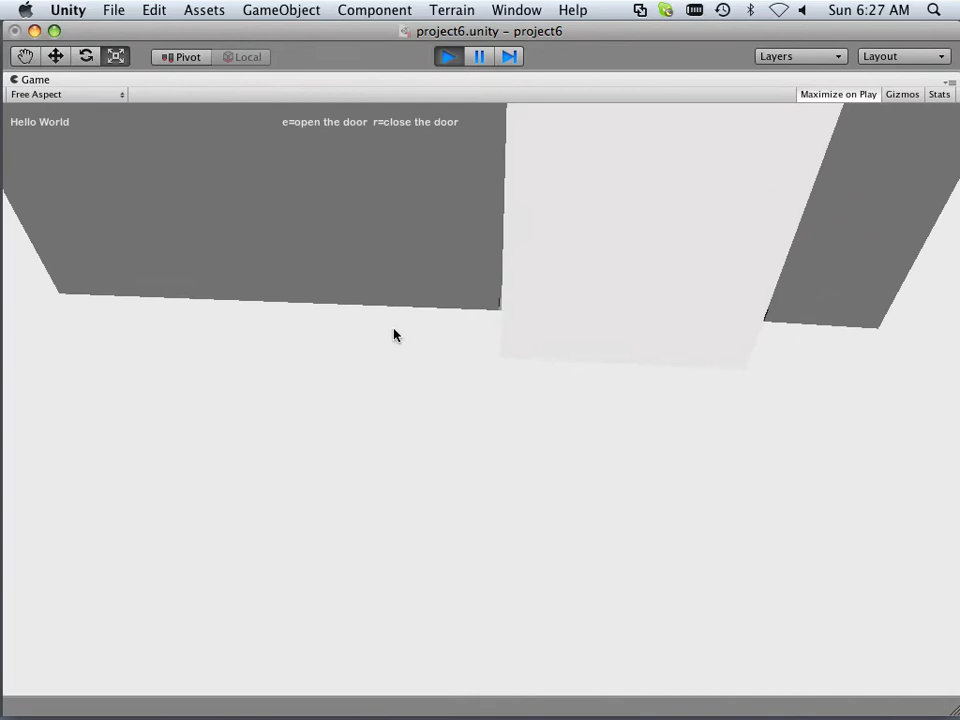 Unity File Edit Assets GameObject Component Terrain Window Help Sun 6:27 AM
project6.unity – project6
Pivot Local Layers Layout
Game
Free Aspect Maximize on Play Gizmos Stats
Hello World e=open the door r=close the door